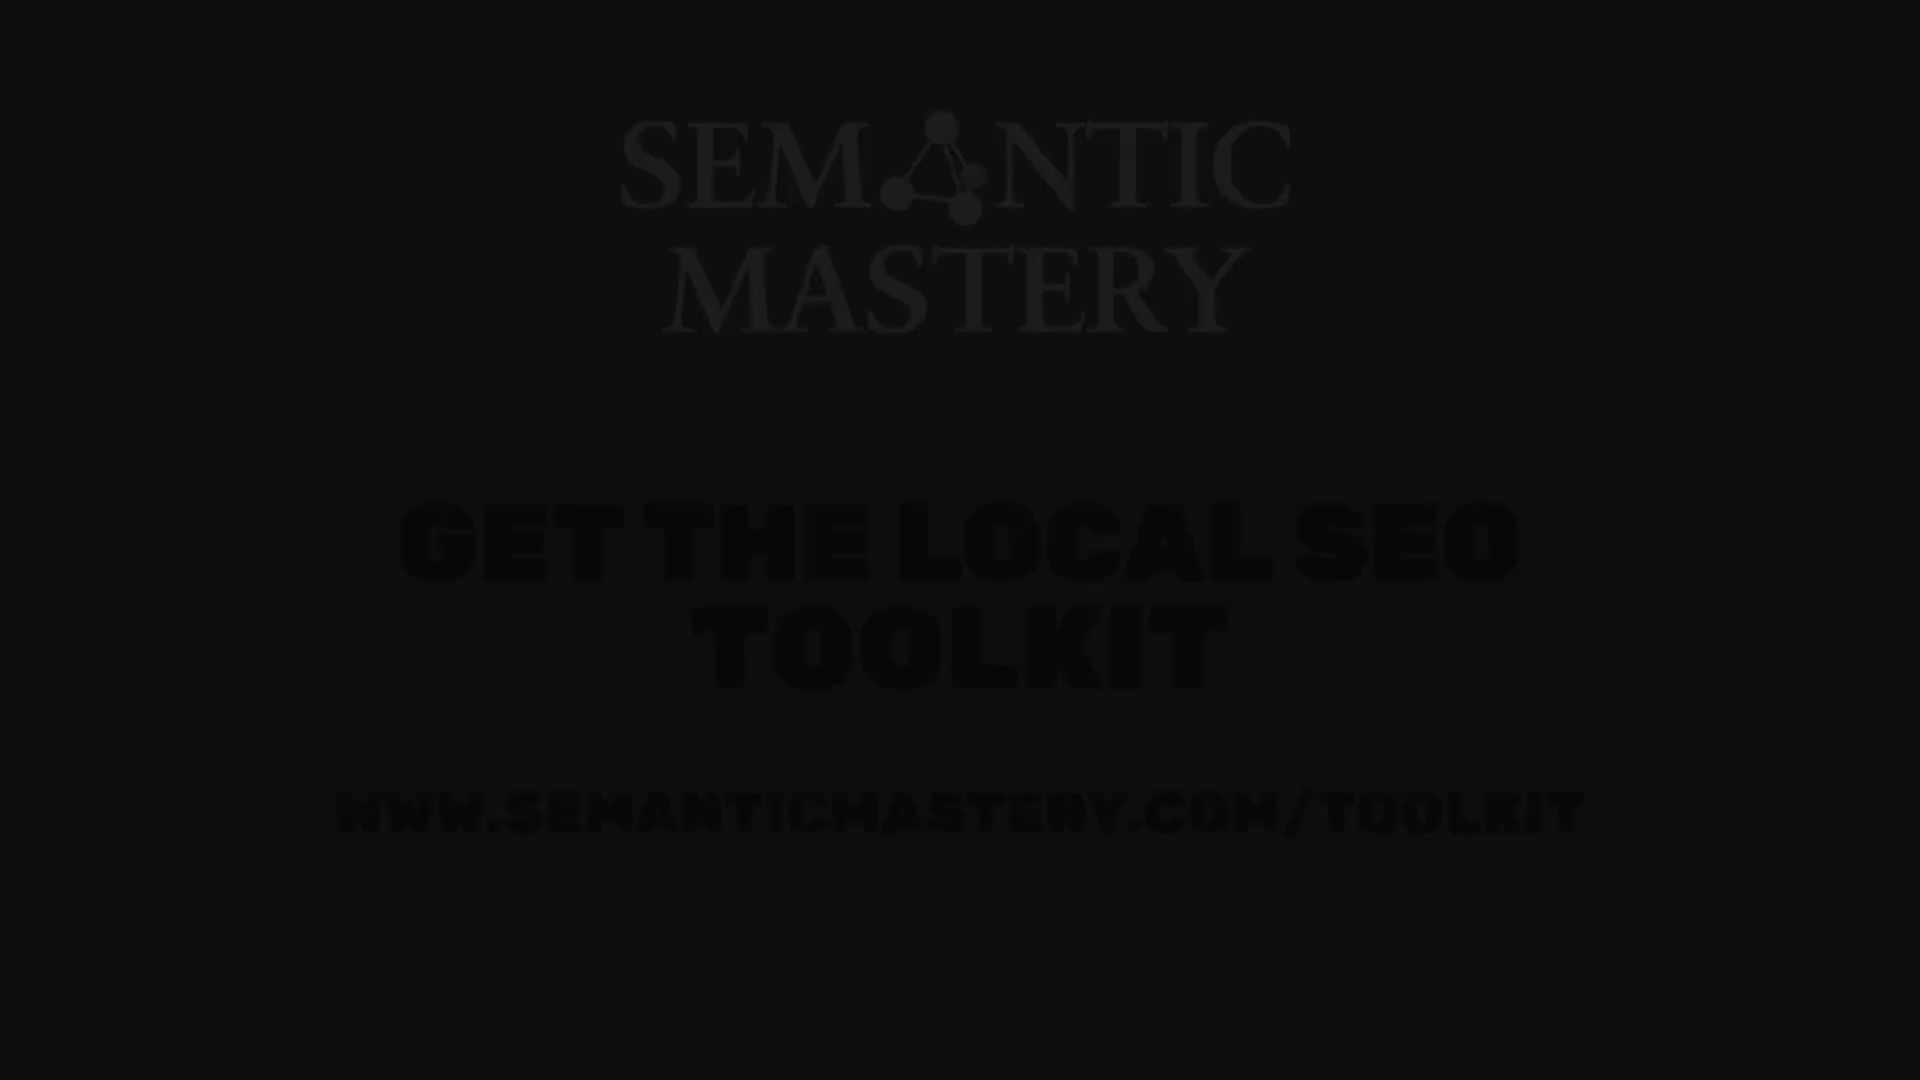 SEMANTIC
MASTERY
GET THE LOCAL SEO
TOOLKIT
WWW.SEMANTICMASTERY.COM/TOOLKIT